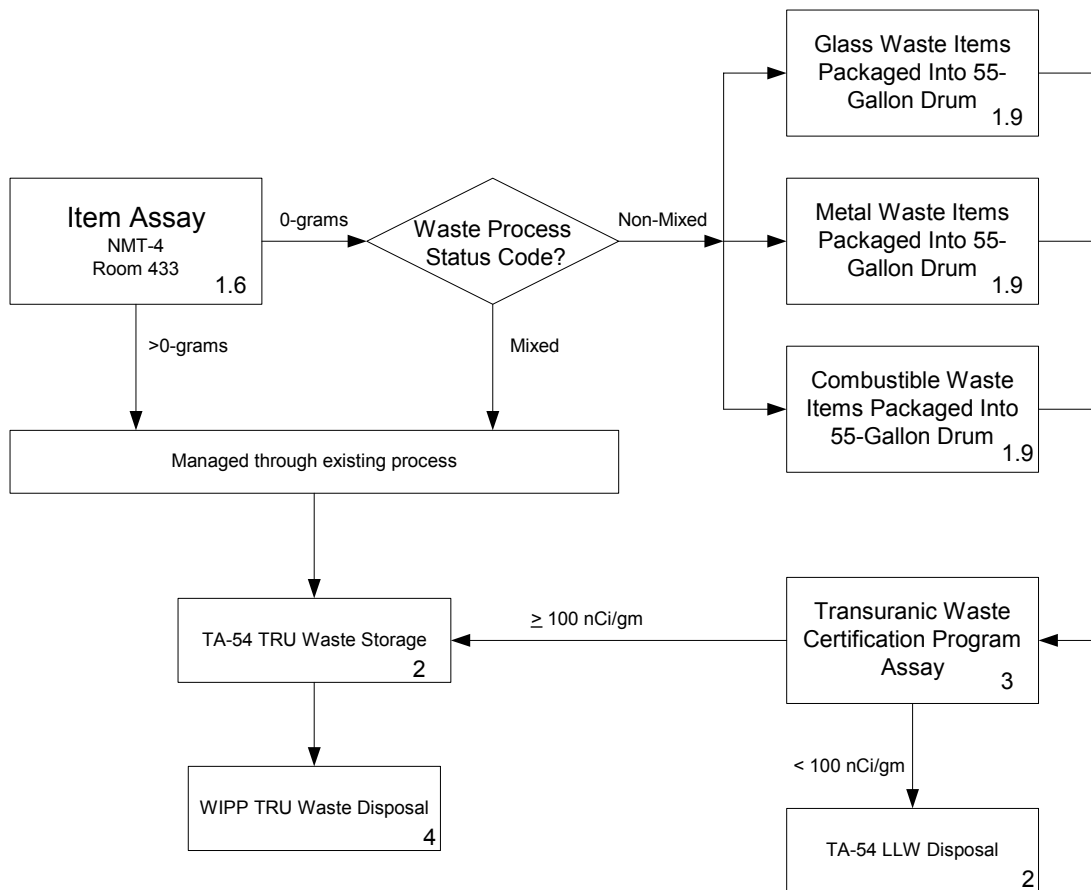 Glass Waste Items
Packaged Into 55-
Gallon Drum
1.9
Item Assay
NMT-4
Room 433
1.6
0-grams
Waste Process
Status Code?
Non-Mixed
Metal Waste Items
Packaged Into 55-
Gallon Drum
1.9
>0-grams
Mixed
Combustible Waste
Items Packaged Into
55-Gallon Drum
1.9
Managed through existing process
TA-54 TRU Waste Storage
2
≥ 100 nCi/gm
Transuranic Waste
Certification Program
Assay
3
< 100 nCi/gm
WIPP TRU Waste Disposal
4
TA-54 LLW Disposal
2